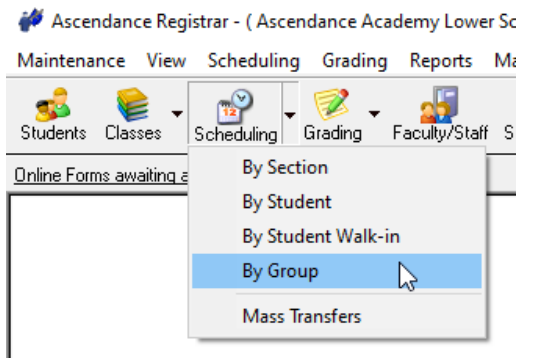 Ascendance Registrar - ( Ascendance Academy Lower Sc
Maintenance View Scheduling Grading Reports Ma
Students Classes Scheduling Grading Faculty/Staff S
Online Forms awaiting a
By Section
By Student
By Student Walk-in
By Group
Mass Transfers